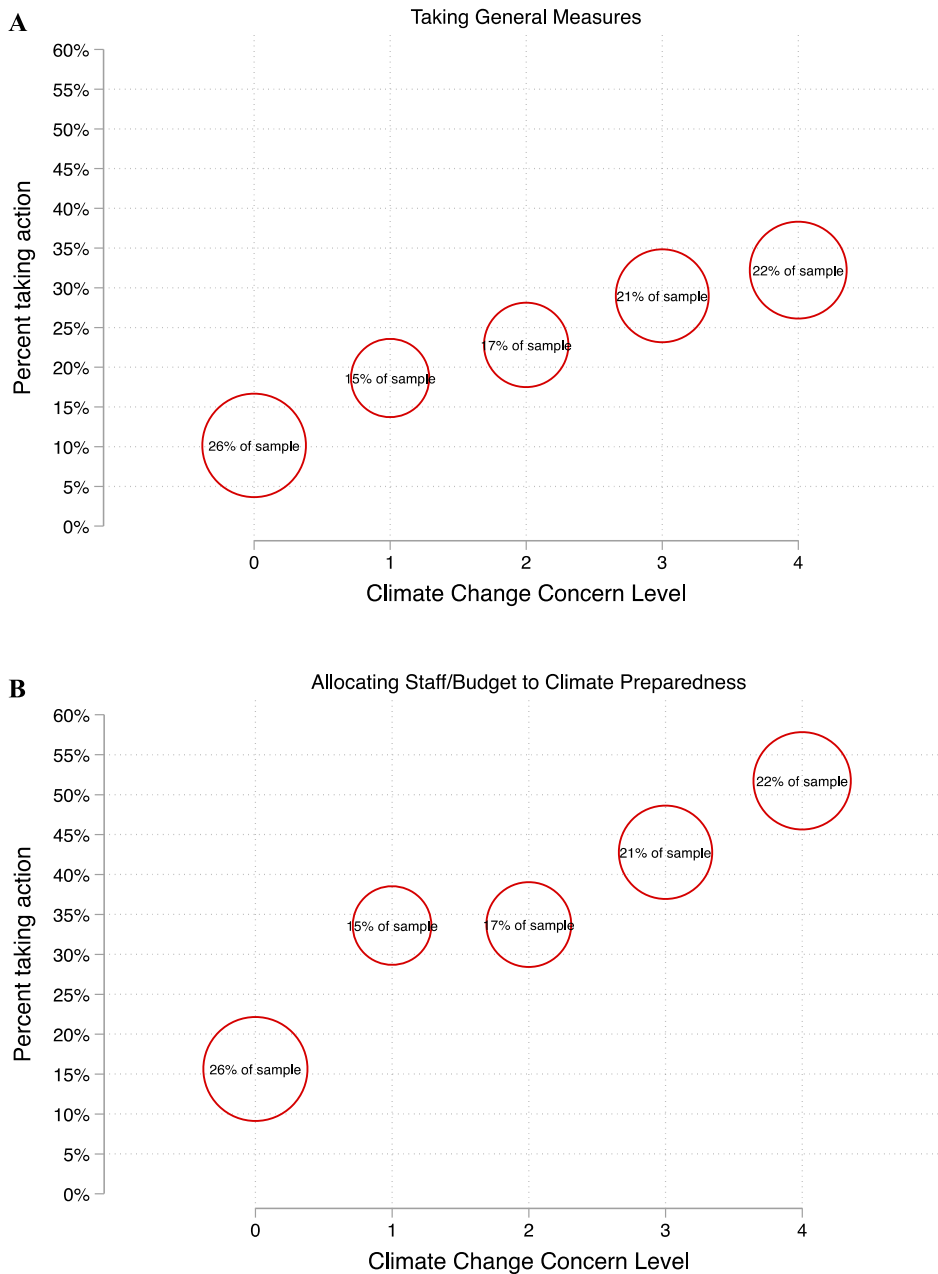 A
Taking General Measures
60%
55%
50%
45%
40%
35%
30%
25%
20%
15%
10%
5%
0%
Percent taking action
26% of sample
15% of sample
17% of sample
21% of sample
22% of sample
0 1 2 3 4
Climate Change Concern Level
B
Allocating Staff/Budget to Climate Preparedness
60%
55%
50%
45%
40%
35%
30%
25%
20%
15%
10%
5%
0%
Percent taking action
26% of sample
15% of sample
17% of sample
21% of sample
22% of sample
0 1 2 3 4
Climate Change Concern Level